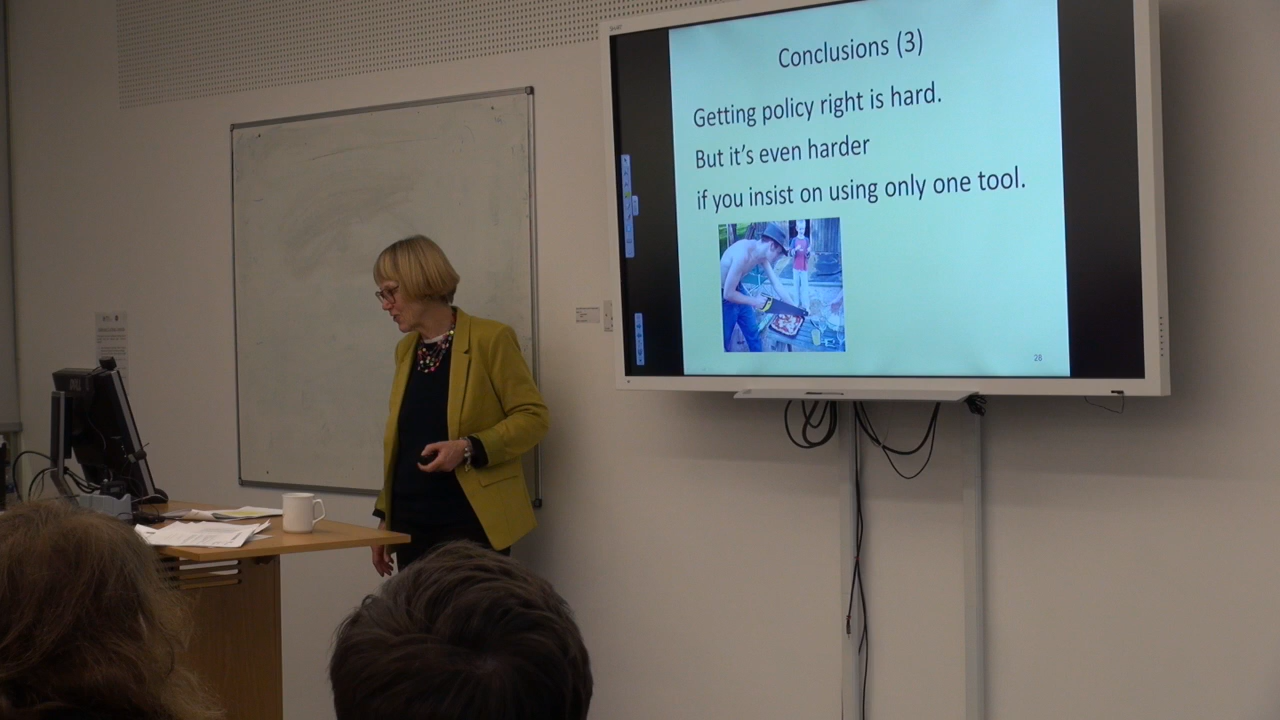 Conclusions (3)
Getting policy right is hard.
But it's even harder
if you insist on using only one tool.
28